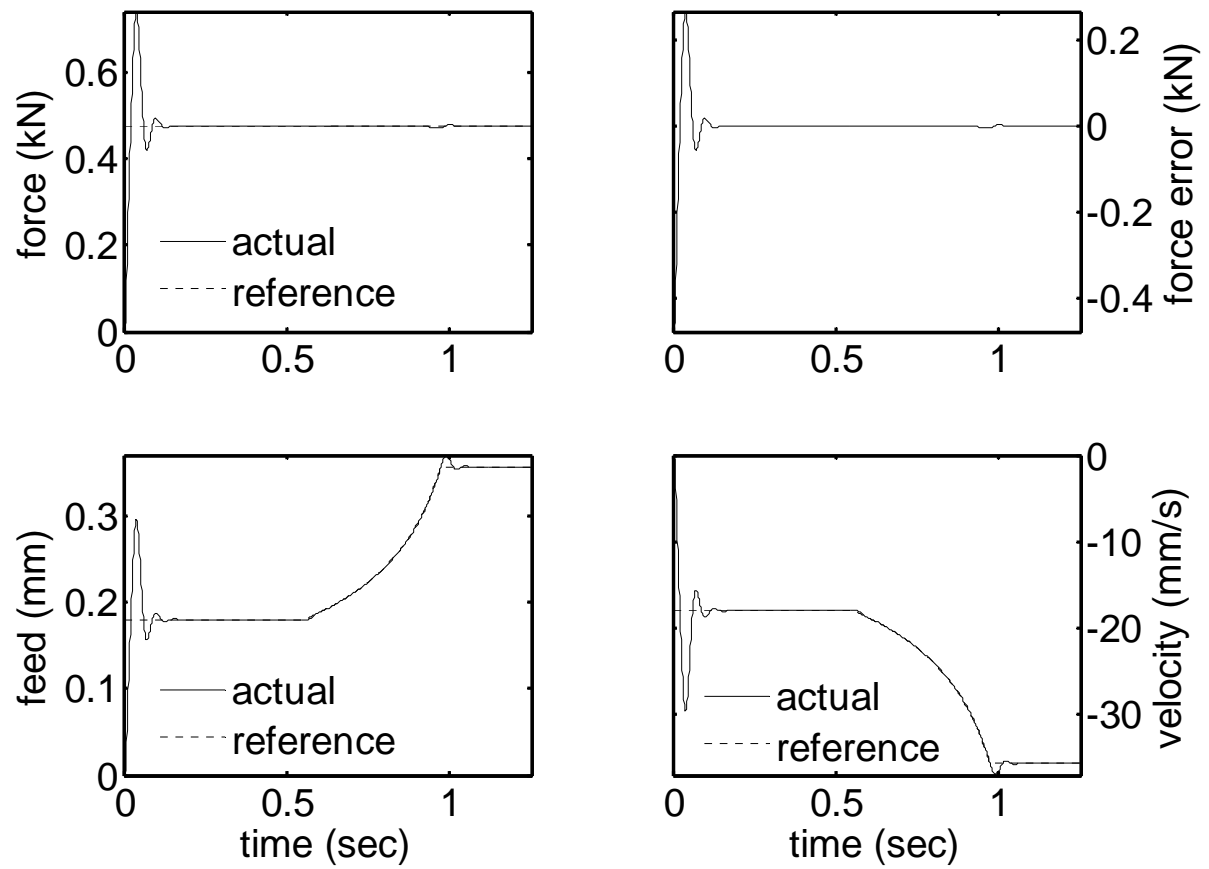 force (kN)
0.6
0.4
0.2
0
actual
reference
0 0.5 1
0.2
0
-0.2
-0.4
force error (kN)
0 0.5 1
feed (mm)
0.3
0.2
0.1
0
actual
reference
0 0.5 1
time (sec)
0
-10
-20
-30
velocity (mm/s)
actual
reference
0 0.5 1
time (sec)